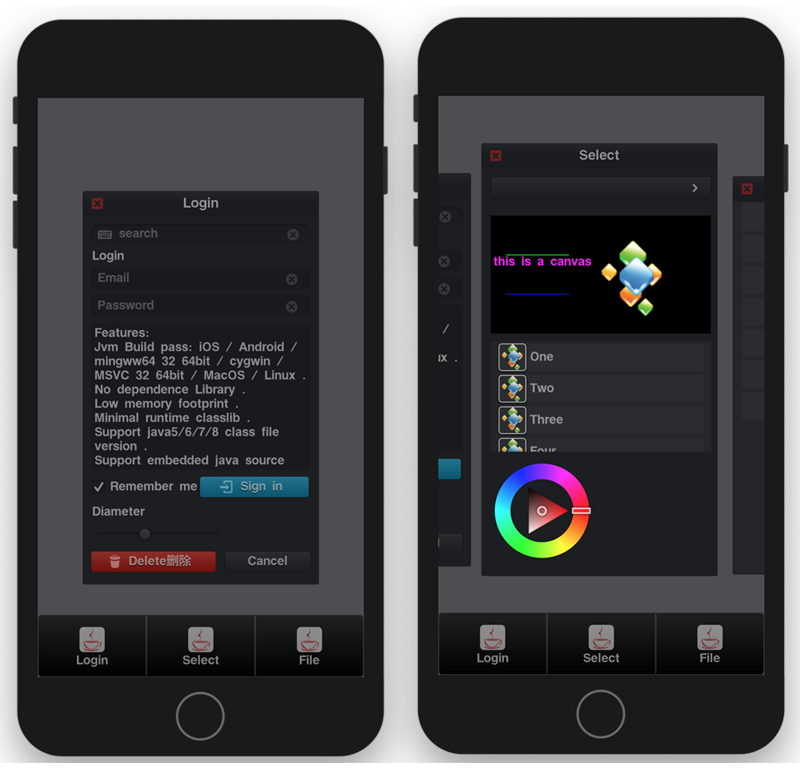 Login
search
Login
Email
Password
Features:
Jvm Build pass: iOS / Android /
mingww64 32 64bit / cygwin /
MSVC 32 64bit / MacOS / Linux .
No dependence Library .
Low memory footprint .
Minimal runtime classlib .
Support java5/6/7/8 class file
version .
Support embedded java source
Remember me
Sign in
Diameter
Delete刪除
Cancel
Login
Select
File
Select
this is a canvas
/
ux .
One
Two
Three
Four
Login
Select
File